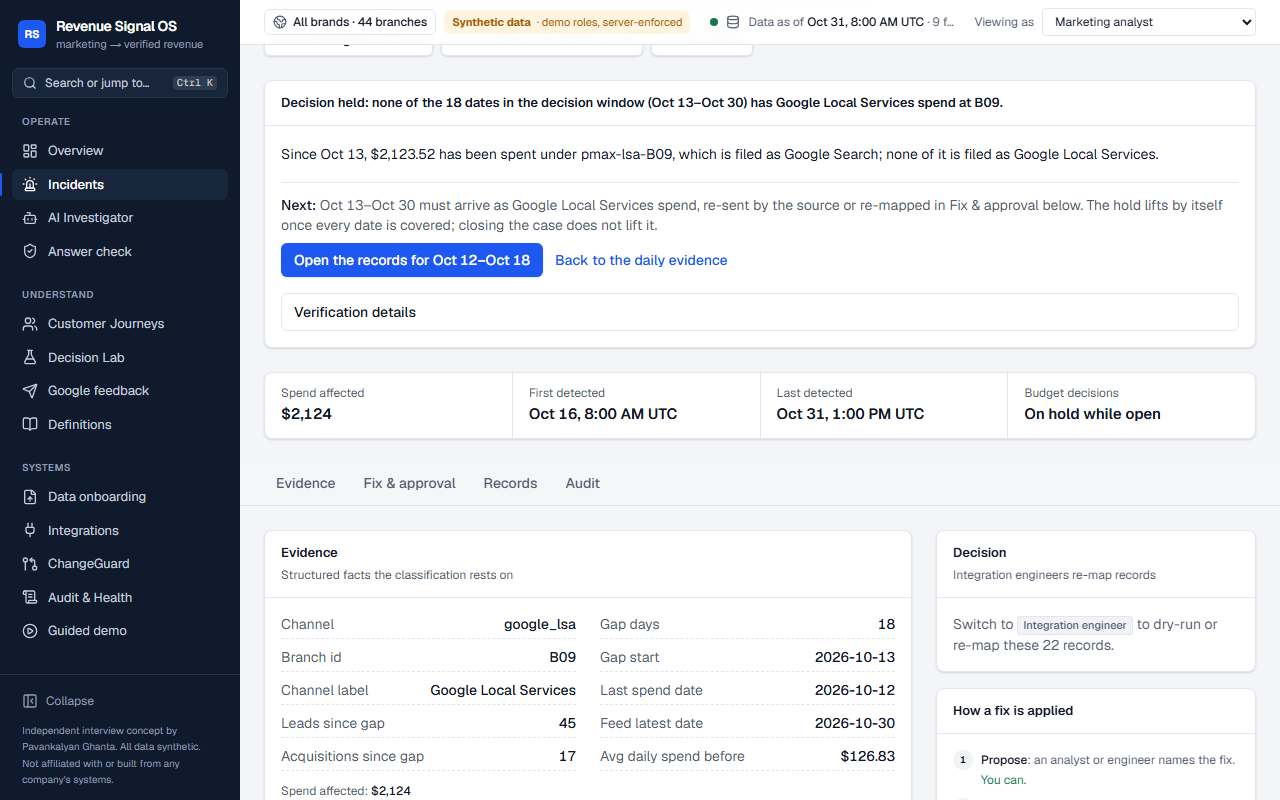 RS
Revenue Signal OS
marketing → verified revenue
Search or jump to...
Ctrl K
OPERATE
Overview
Incidents
AI Investigator
Answer check
UNDERSTAND
Customer Journeys
Decision Lab
Google feedback
Definitions
SYSTEMS
Data onboarding
Integrations
ChangeGuard
Audit & Health
Guided demo
Collapse
Independent interview concept by
Pavankalyan Ghanta. All data synthetic.
Not affiliated with or built from any
company's systems.
All brands · 44 branches
Synthetic data · demo roles, server-enforced
Data as of Oct 31, 8:00 AM UTC · 9 f...
Viewing as
Marketing analyst
Decision held: none of the 18 dates in the decision window (Oct 13–Oct 30) has Google Local Services spend at B09.
Since Oct 13, $2,123.52 has been spent under pmax-lsa-B09, which is filed as Google Search; none of it is filed as Google Local Services.
Next: Oct 13–Oct 30 must arrive as Google Local Services spend, re-sent by the source or re-mapped in Fix & approval below. The hold lifts by itself
once every date is covered; closing the case does not lift it.
Open the records for Oct 12–Oct 18
Back to the daily evidence
Verification details
Spend affected
$2,124
First detected
Oct 16, 8:00 AM UTC
Last detected
Oct 31, 1:00 PM UTC
Budget decisions
On hold while open
Evidence
Fix & approval
Records
Audit
Evidence
Structured facts the classification rests on
Channel google_lsa
Branch id B09
Channel label Google Local Services
Leads since gap 45
Acquisitions since gap 17
Gap days 18
Gap start 2026-10-13
Last spend date 2026-10-12
Feed latest date 2026-10-30
Avg daily spend before $126.83
Spend affected: $2,124
Decision
Integration engineers re-map records
Switch to Integration engineer to dry-run or
re-map these 22 records.
How a fix is applied
1 Propose: an analyst or engineer names the fix.
You can.